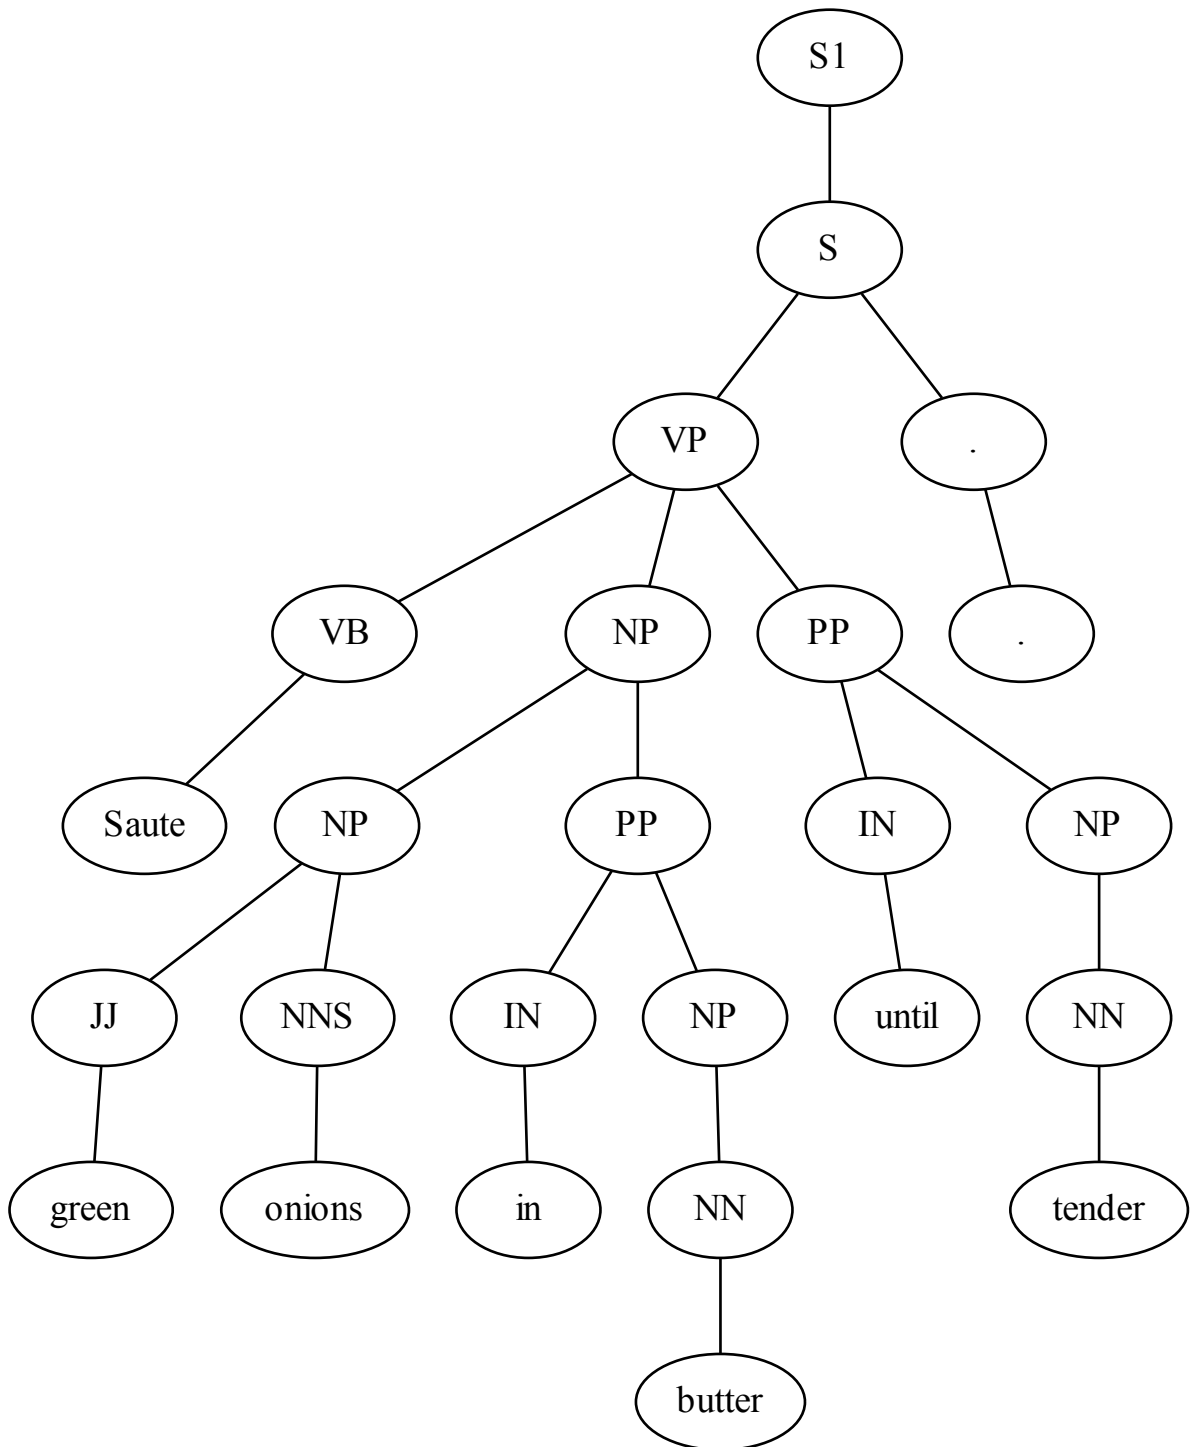 S1
S
VP .
VB NP PP .
Saute NP PP IN NP
JJ NNS IN NP until NN
green onions in NN tender
butter